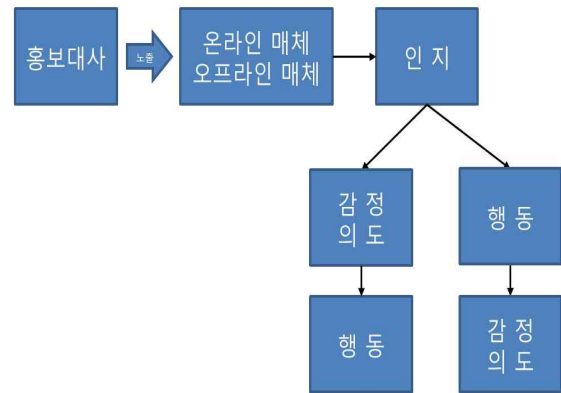 홍보대사
노출
온라인 매체
오프라인 매체
인 지
감 정
의 도
행 동
행 동
감 정
의 도